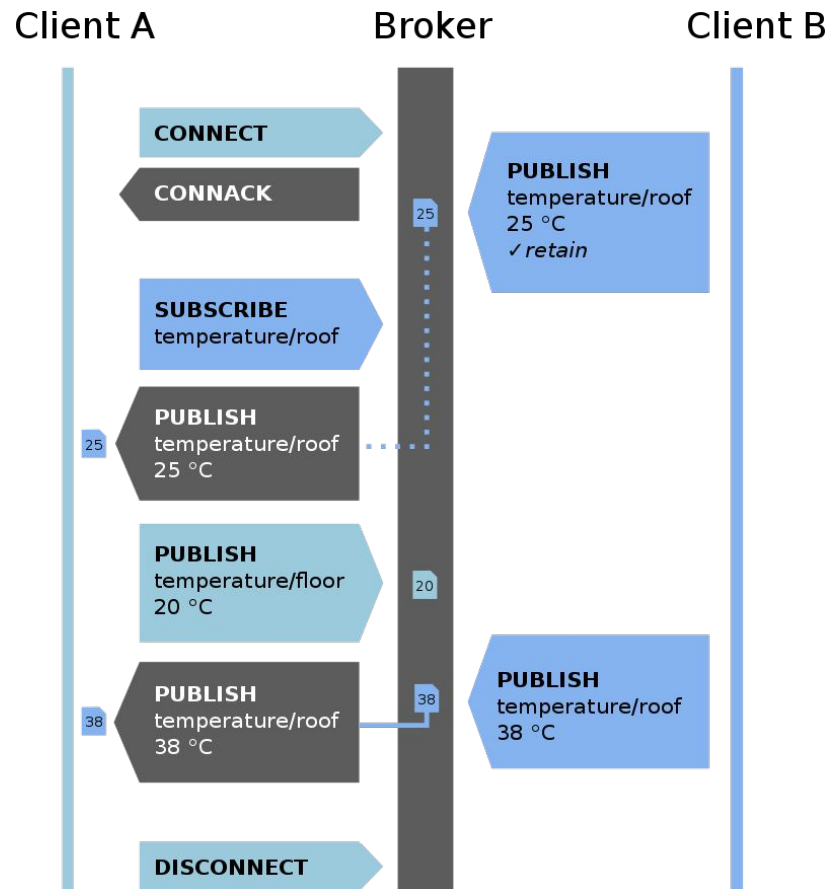 Client A
Broker
Client B
CONNECT
CONNACK
PUBLISH
temperature/roof
25 °C
✓retain
25
SUBSCRIBE
temperature/roof
PUBLISH
temperature/roof
25 °C
25
PUBLISH
temperature/floor
20 °C
20
PUBLISH
temperature/roof
38 °C
38
PUBLISH
temperature/roof
38 °C
38
DISCONNECT